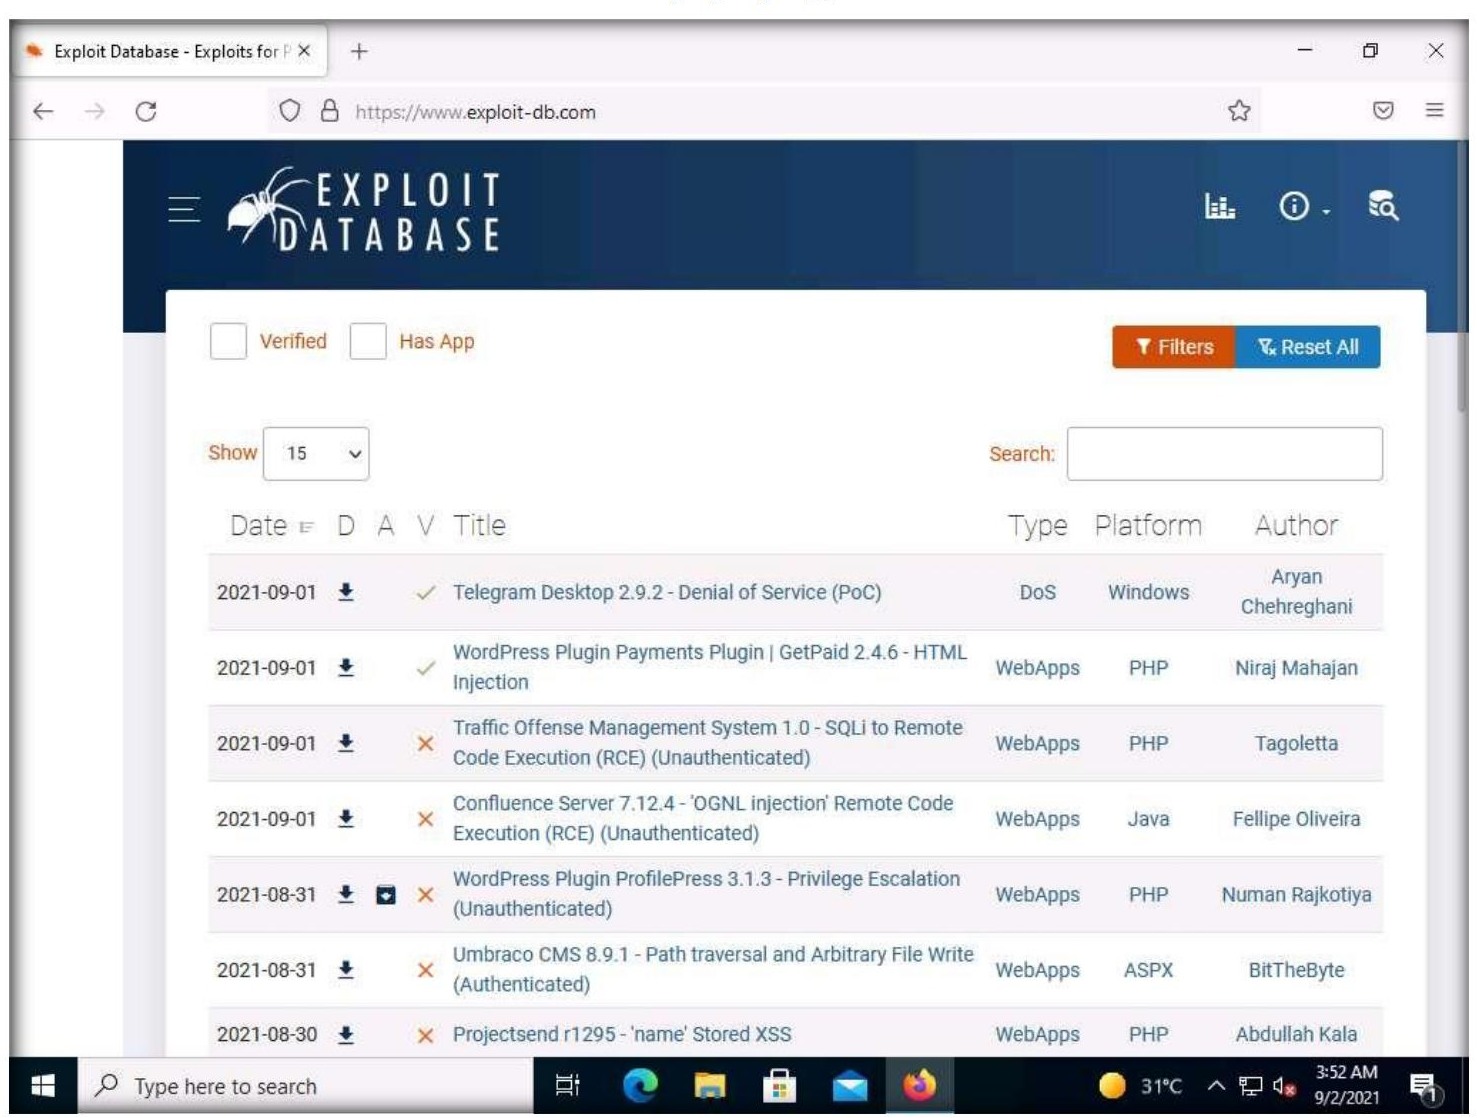 Exploit Database - Exploits for P
https://www.exploit-db.com
EXPLOIT
DATABASE
Verified Has App Filters Reset All
Show 15 Search:
Date D A V Title Type Platform Author
2021-09-01 Telegram Desktop 2.9.2 - Denial of Service (PoC) DoS Windows Aryan
Chehreghani
2021-09-01 WordPress Plugin Payments Plugin | GetPaid 2.4.6 - HTML
Injection WebApps PHP Niraj Mahajan
2021-09-01 Traffic Offense Management System 1.0 - SQLi to Remote
Code Execution (RCE) (Unauthenticated) WebApps PHP Tagoletta
2021-09-01 Confluence Server 7.12.4 - 'OGNL injection' Remote Code
Execution (RCE) (Unauthenticated) WebApps Java Fellipe Oliveira
2021-08-31 WordPress Plugin ProfilePress 3.1.3 - Privilege Escalation
(Unauthenticated) WebApps PHP Numan Rajkotiya
2021-08-31 Umbraco CMS 8.9.1 - Path traversal and Arbitrary File Write
(Authenticated) WebApps ASPX BitTheByte
2021-08-30 Projectsend r1295 - 'name' Stored XSS WebApps PHP Abdullah Kala
Type here to search 31°C 3:52 AM
9/2/2021 1